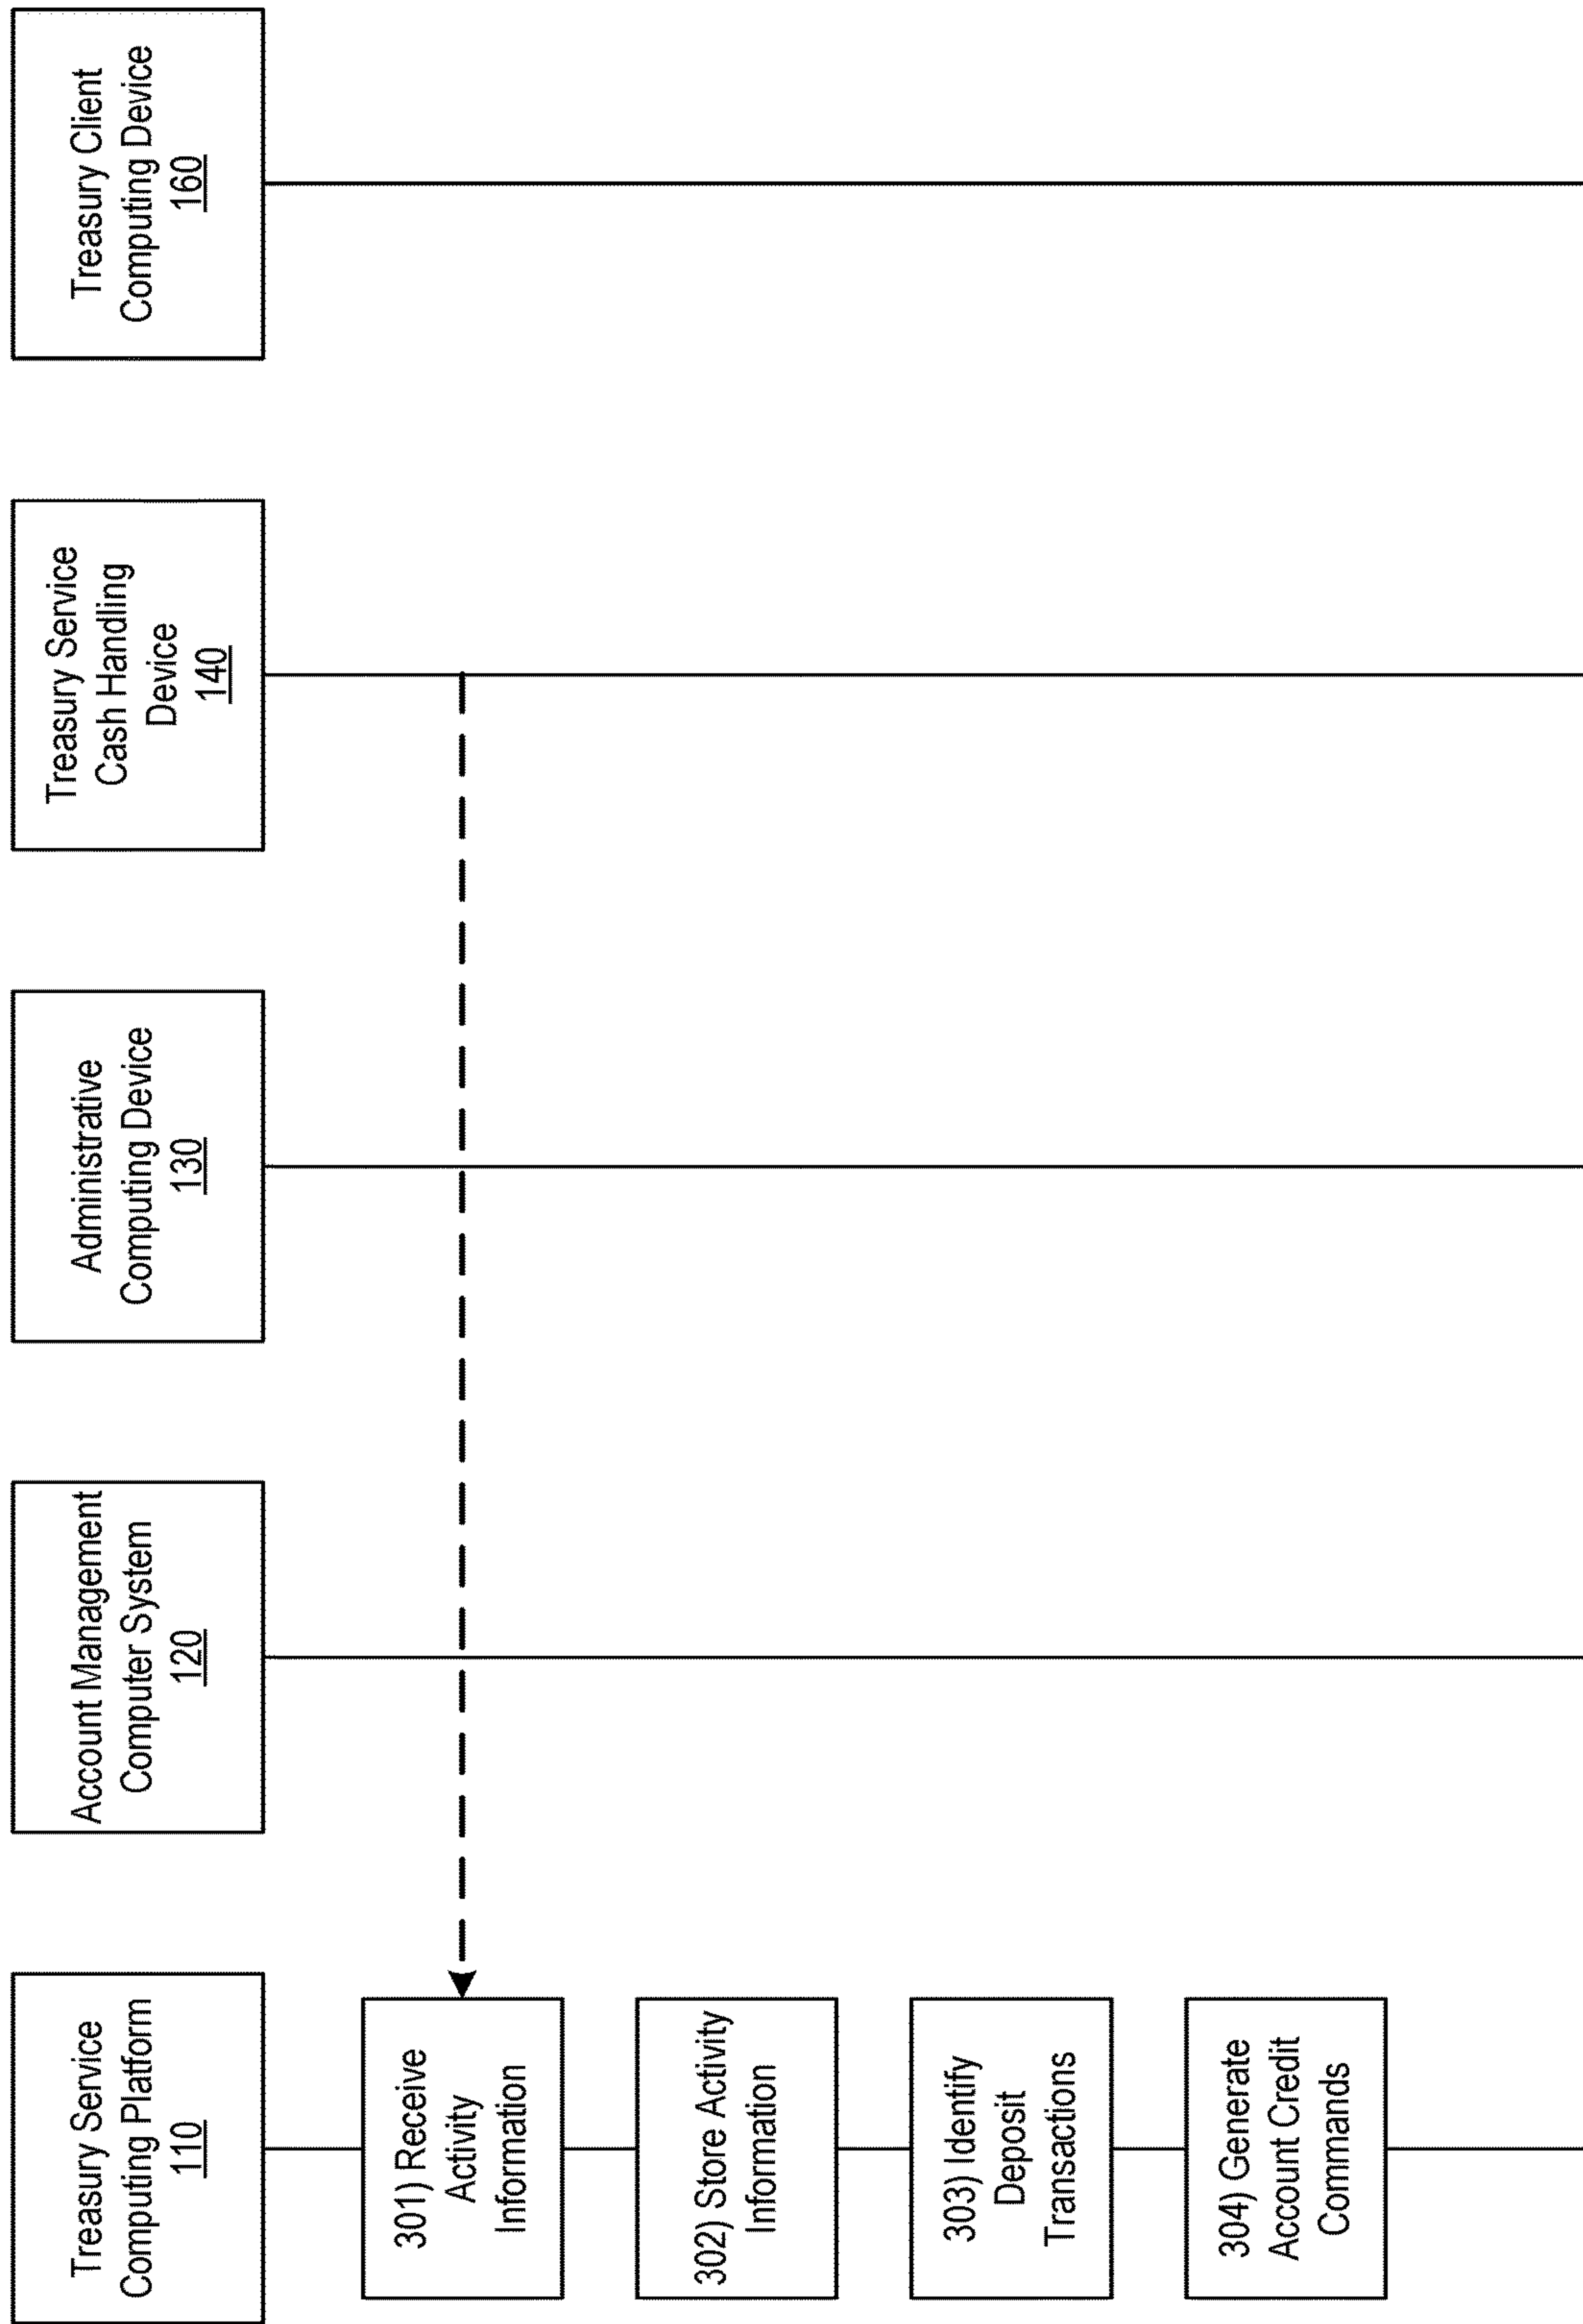 Treasury Service
Computing Platform
110
Account Management
Computer System
120
Administrative
Computing Device
130
Treasury Service
Cash Handling
Device
140
Treasury Client
Computing Device
160
301) Receive
Activity
Information
302) Store Activity
Information
303) Identify
Deposit
Transactions
304) Generate
Account Credit
Commands